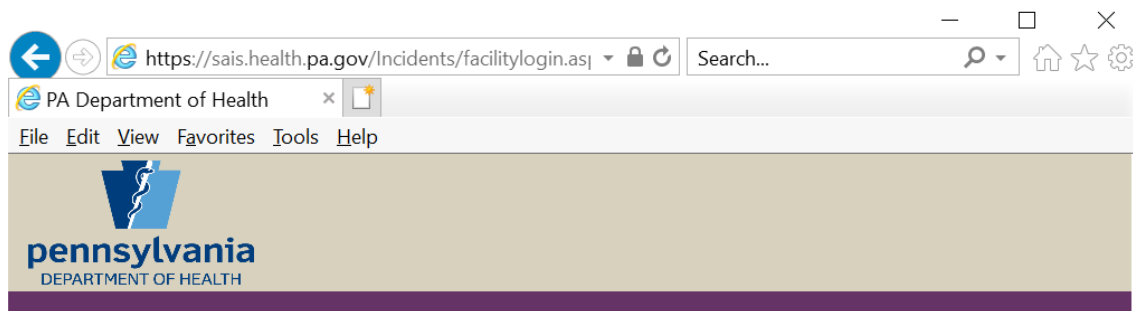 https://sais.health.pa.gov/Incidents/facilitylogin.asp
Search...
PA Department of Health
File Edit View Favorites Tools Help
pennsylvania
DEPARTMENT OF HEALTH